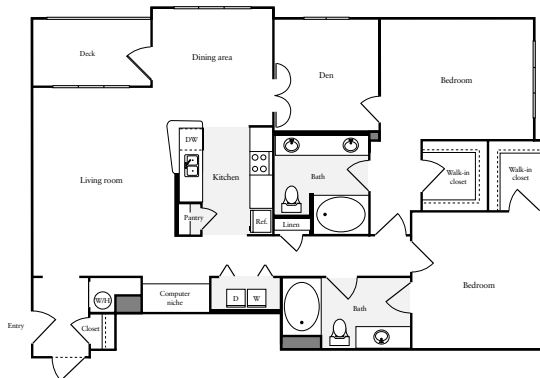 Deck
Dining area
Den
Bedroom
DW
Living room
Kitchen
Bath
Walk-in
closet
Walk-in
closet
Pantry
Ref.
Linen
W/H
Computer
niche
D
W
Bath
Bedroom
Entry
Closet